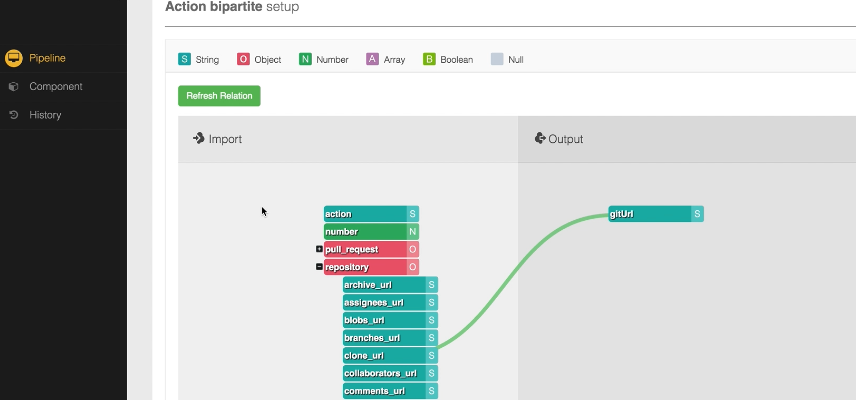 Action bipartite setup
Pipeline
Component
History
S String O Object N Number A Array B Boolean Null
Refresh Relation
Import
Output
action S
gitUrl S
number N
pull_request O
repository O
archive_url S
assignees_url S
blobs_url S
branches_url S
clone_url S
collaborators_url S
comments_url S